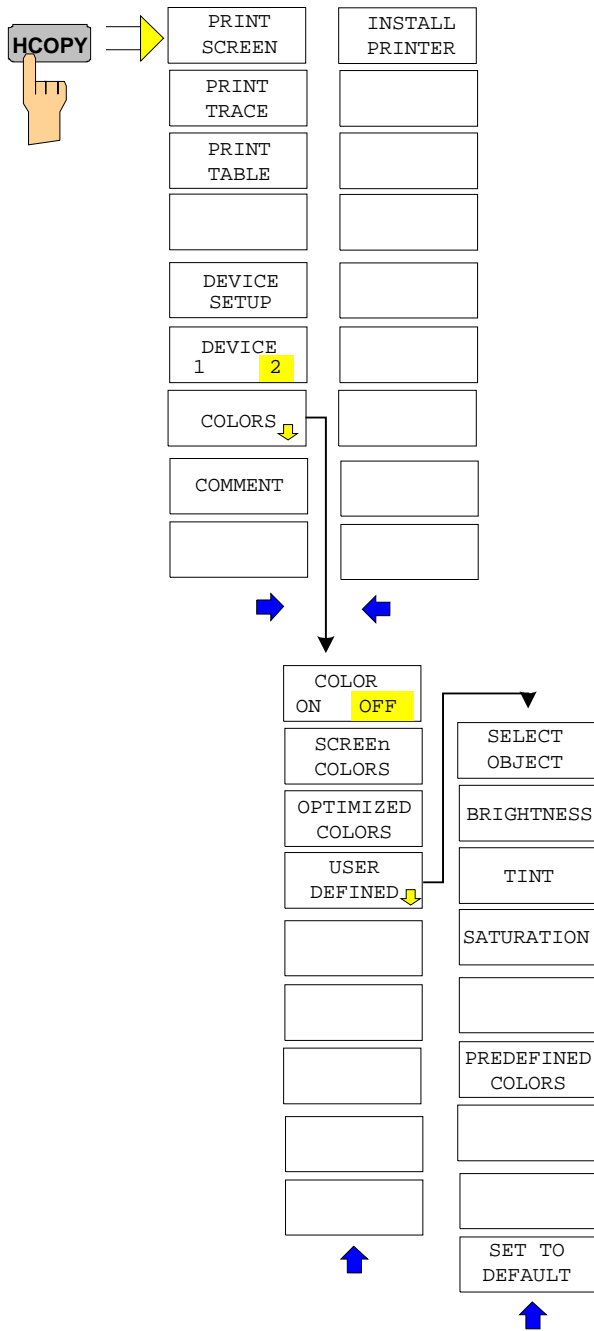 HCOPY
PRINT
SCREEN
PRINT
TRACE
PRINT
TABLE
DEVICE
SETUP
DEVICE
1 2
COLORS
COMMENT
INSTALL
PRINTER
COLOR
ON OFF
SCREEn
COLORS
OPTIMIZED
COLORS
USER
DEFINED
SELECT
OBJECT
BRIGHTNESS
TINT
SATURATION
PREDEFINED
COLORS
SET TO
DEFAULT